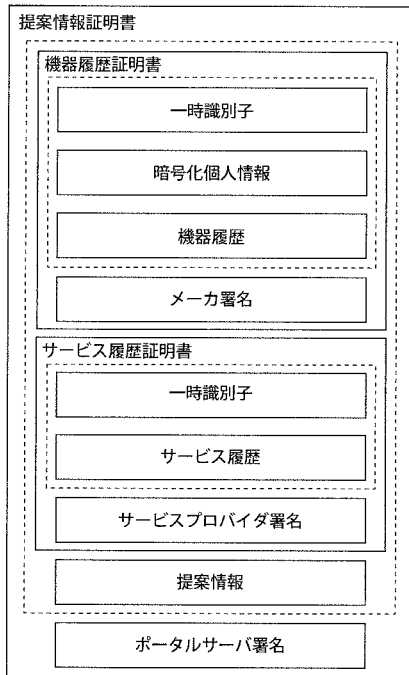 提案情報証明書
機器履歴証明書
一時識別子
暗号化個人情報
機器履歴
メーカ署名
サービス履歴証明書
一時識別子
サービス履歴
サービスプロバイダ署名
提案情報
ポータルサーバ署名